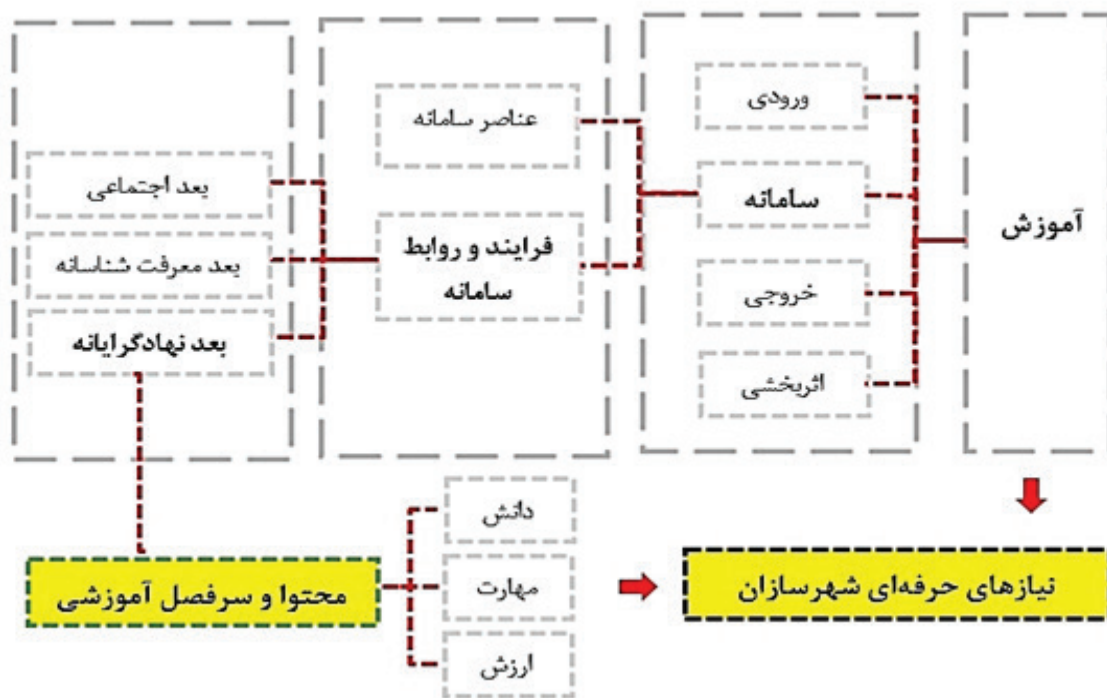 آموزش
ورودی
سامانه
خروجی
اثربخشی
عناصر سامانه
فرایند و روابط
سامانه
بعد اجتماعی
بعد معرفت شناسانه
بعد نهادگرایانه
محتوا و سرفصل آموزشی
دانش
مهارت
ارزش
نیازهای حرفه‌ای شهرسازان